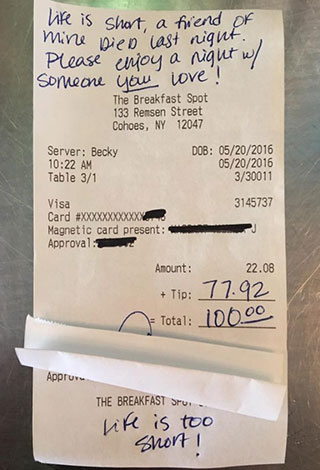 Life is short, a friend of
mine Died last night.
Please enjoy a night w/
someone you love!
The Breakfast Spot
133 Remsen Street
Cohoes, NY 12047
Server: Becky DOB: 05/20/2016
10:22 AM 05/20/2016
Table 3/1 3/30011
Visa 3145737
Card #XXXXXXXXXXXX
Magnetic card present: J
Approval:
Amount: 22.08
+ Tip: 77.92
= Total: 100.00
Approva
THE BREAKFAST
Life is too
short!